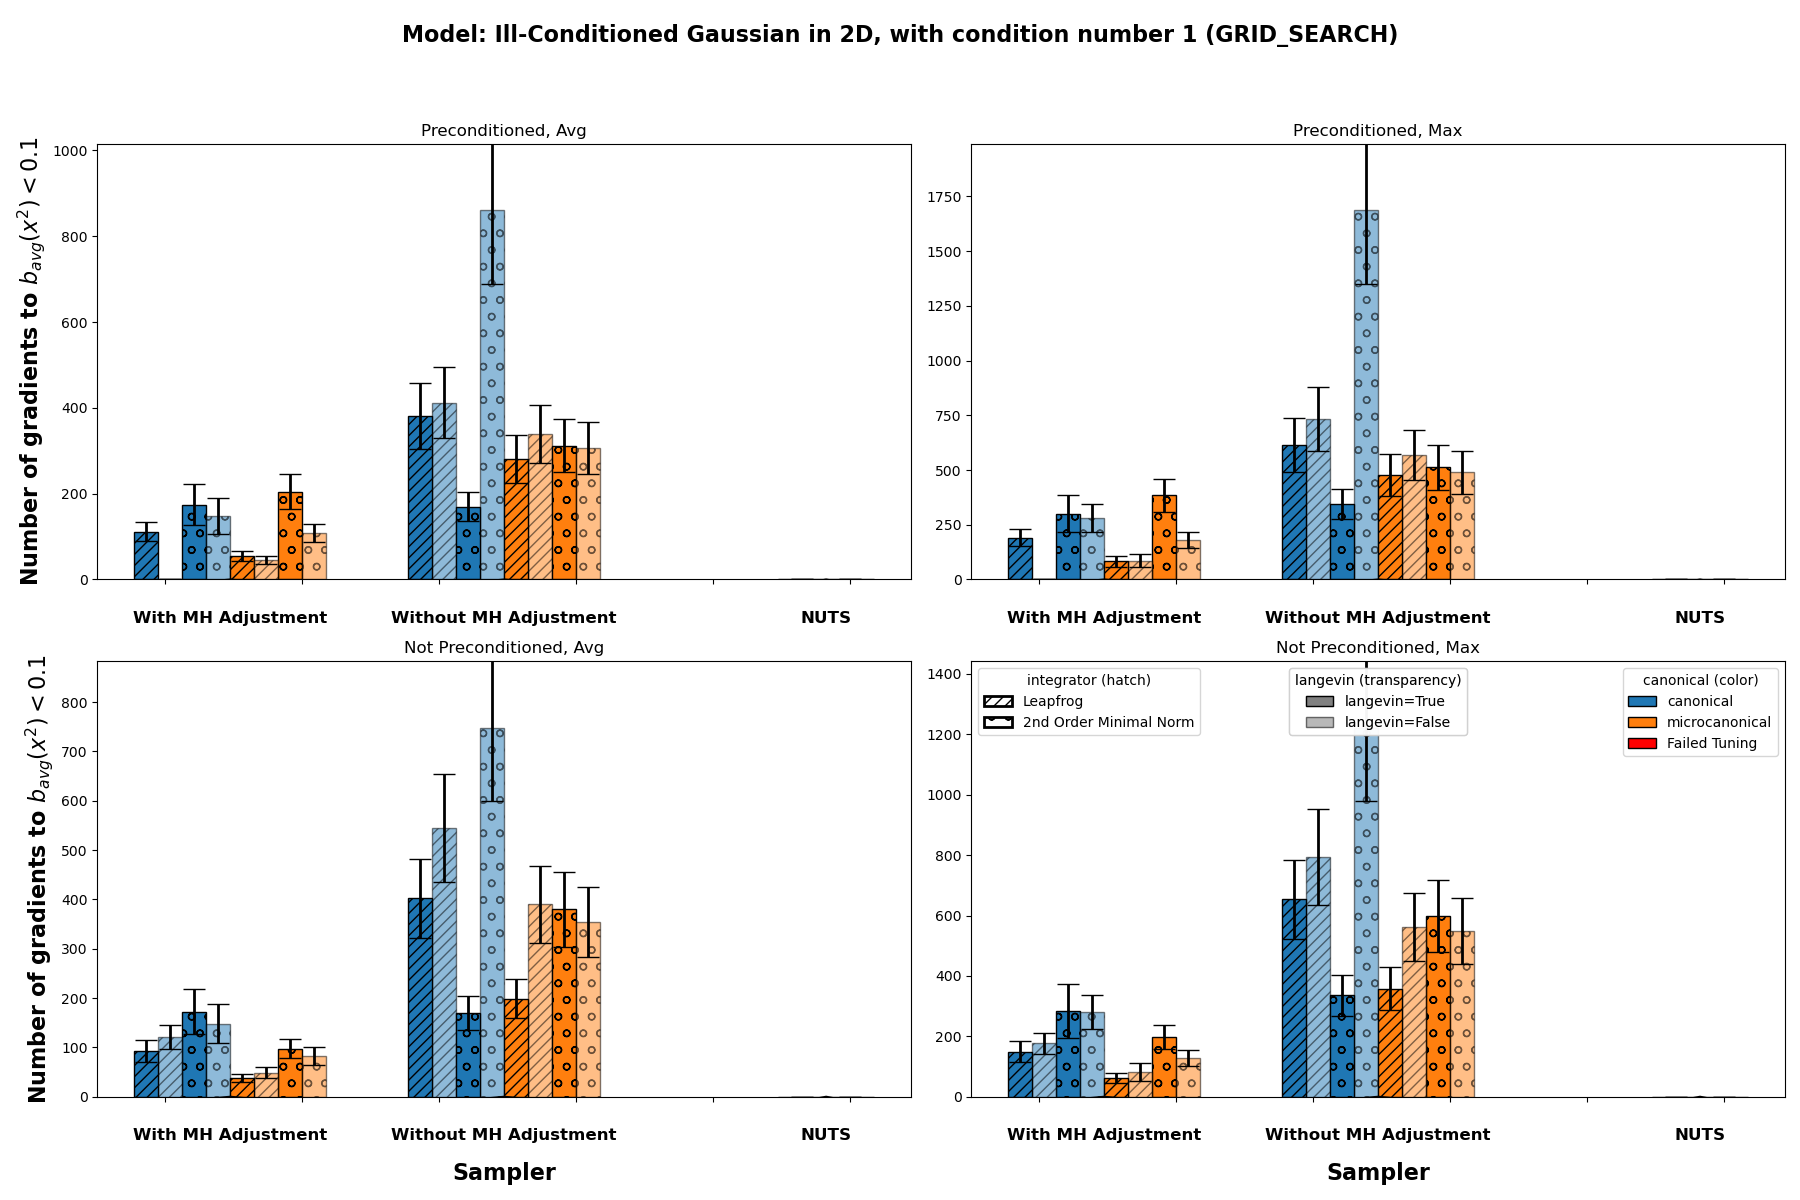 Model: Ill-Conditioned Gaussian in 2D, with condition number 1 (GRID_SEARCH)
Preconditioned, Avg
Number of gradients to b_avg(x²) < 0.1
1000
800
600
400
200
0
With MH Adjustment
Without MH Adjustment
NUTS
Preconditioned, Max
1750
1500
1250
1000
750
500
250
0
With MH Adjustment
Without MH Adjustment
NUTS
Not Preconditioned, Avg
Number of gradients to b_avg(x²) < 0.1
800
700
600
500
400
300
200
100
0
With MH Adjustment
Without MH Adjustment
NUTS
Sampler
Not Preconditioned, Max
1400
1200
1000
800
600
400
200
0
integrator (hatch)
Leapfrog
2nd Order Minimal Norm
langevin (transparency)
langevin=True
langevin=False
canonical (color)
canonical
microcanonical
Failed Tuning
With MH Adjustment
Without MH Adjustment
NUTS
Sampler